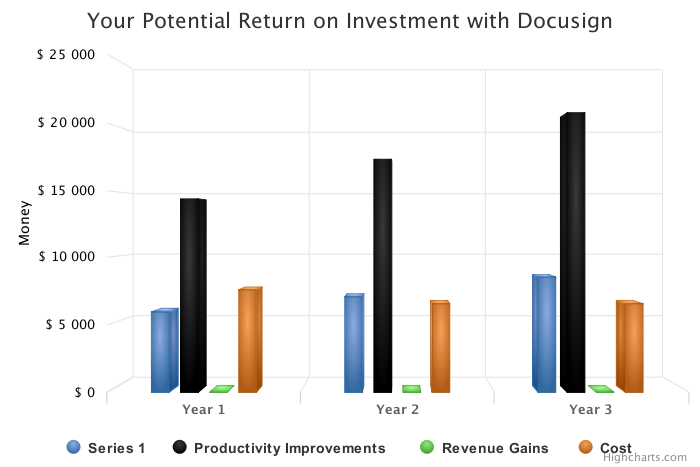 Your Potential Return on Investment with Docusign
$ 25 000
$ 20 000
$ 15 000
$ 10 000
$ 5 000
$ 0
Money
Year 1 Year 2 Year 3
Series 1 Productivity Improvements Revenue Gains Cost
Highcharts.com